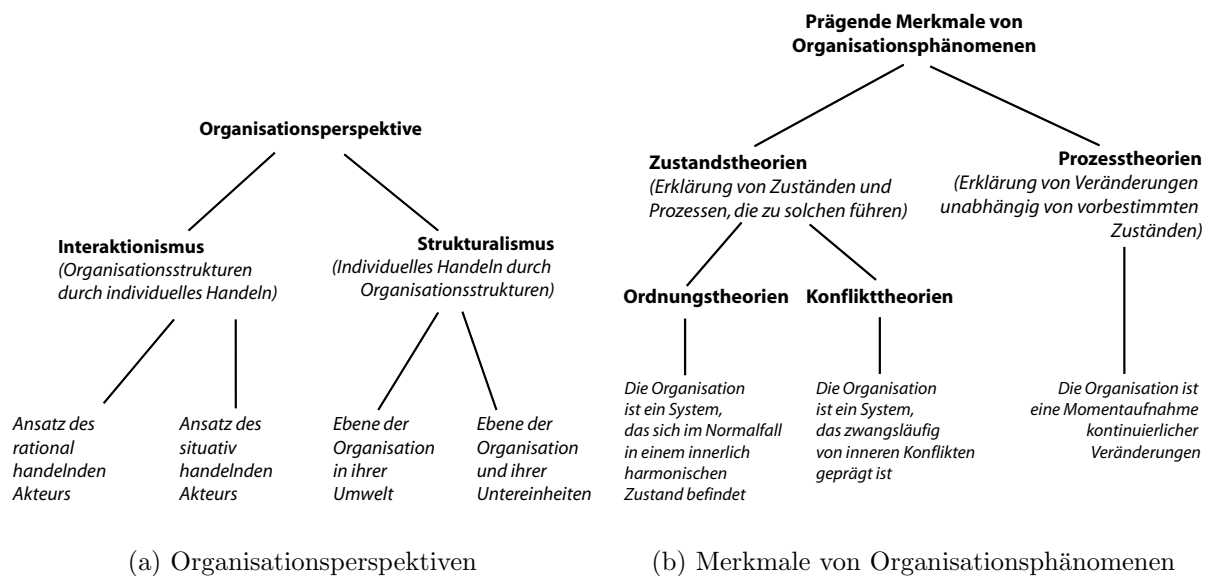 Organisationsperspektive
Interaktionismus
(Organisationsstrukturen
durch individuelles Handeln)
Strukturalismus
(Individuelles Handeln durch
Organisationsstrukturen)
Ansatz des
rational
handelnden
Akteurs
Ansatz des
situativ
handelnden
Akteurs
Ebene der
Organisation
in ihrer
Umwelt
Ebene der
Organisation
und ihrer
Untereinheiten
(a) Organisationsperspektiven
Prägende Merkmale von
Organisationsphänomenen
Zustandstheorien
(Erklärung von Zuständen und
Prozessen, die zu solchen führen)
Prozesstheorien
(Erklärung von Veränderungen
unabhängig von vorbestimmten
Zuständen)
Ordnungstheorien
Konflikttheorien
Die Organisation
ist ein System,
das sich im Normalfall
in einem innerlich
harmonischen
Zustand befindet
Die Organisation
ist ein System,
das zwangsläufig
von inneren Konflikten
geprägt ist
Die Organisation ist
eine Momentaufnahme
kontinuierlicher
Veränderungen
(b) Merkmale von Organisationsphänomenen